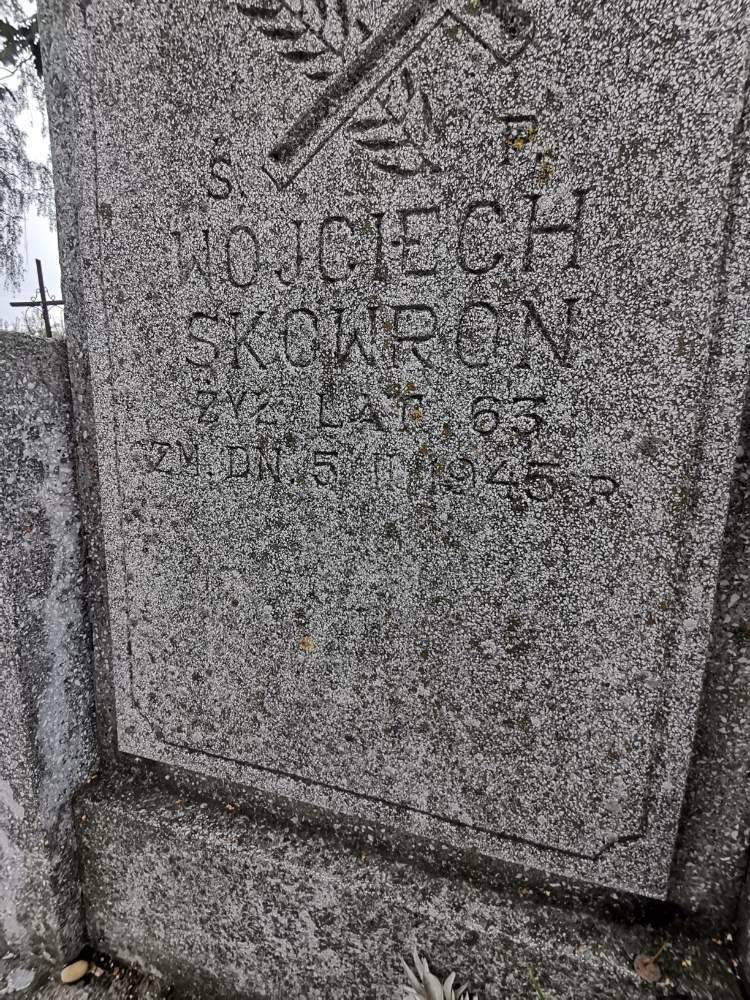 Ś. P.
WOJCIECH
SKOWRON
ŻYŁ LAT 63
ZM. DN. 5 II 1945 R